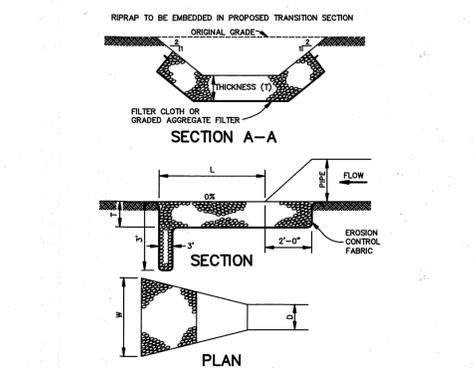 RIPRAP TO BE EMBEDDED IN PROPOSED TRANSITION SECTION
ORIGINAL GRADE
2
1
2
1
THICKNESS (T)
FILTER CLOTH OR
GRADED AGGREGATE FILTER
SECTION A-A
L
0%
PIPE
FLOW
T
3'
3'
2'-0"
EROSION
CONTROL
FABRIC
SECTION
W
D
PLAN